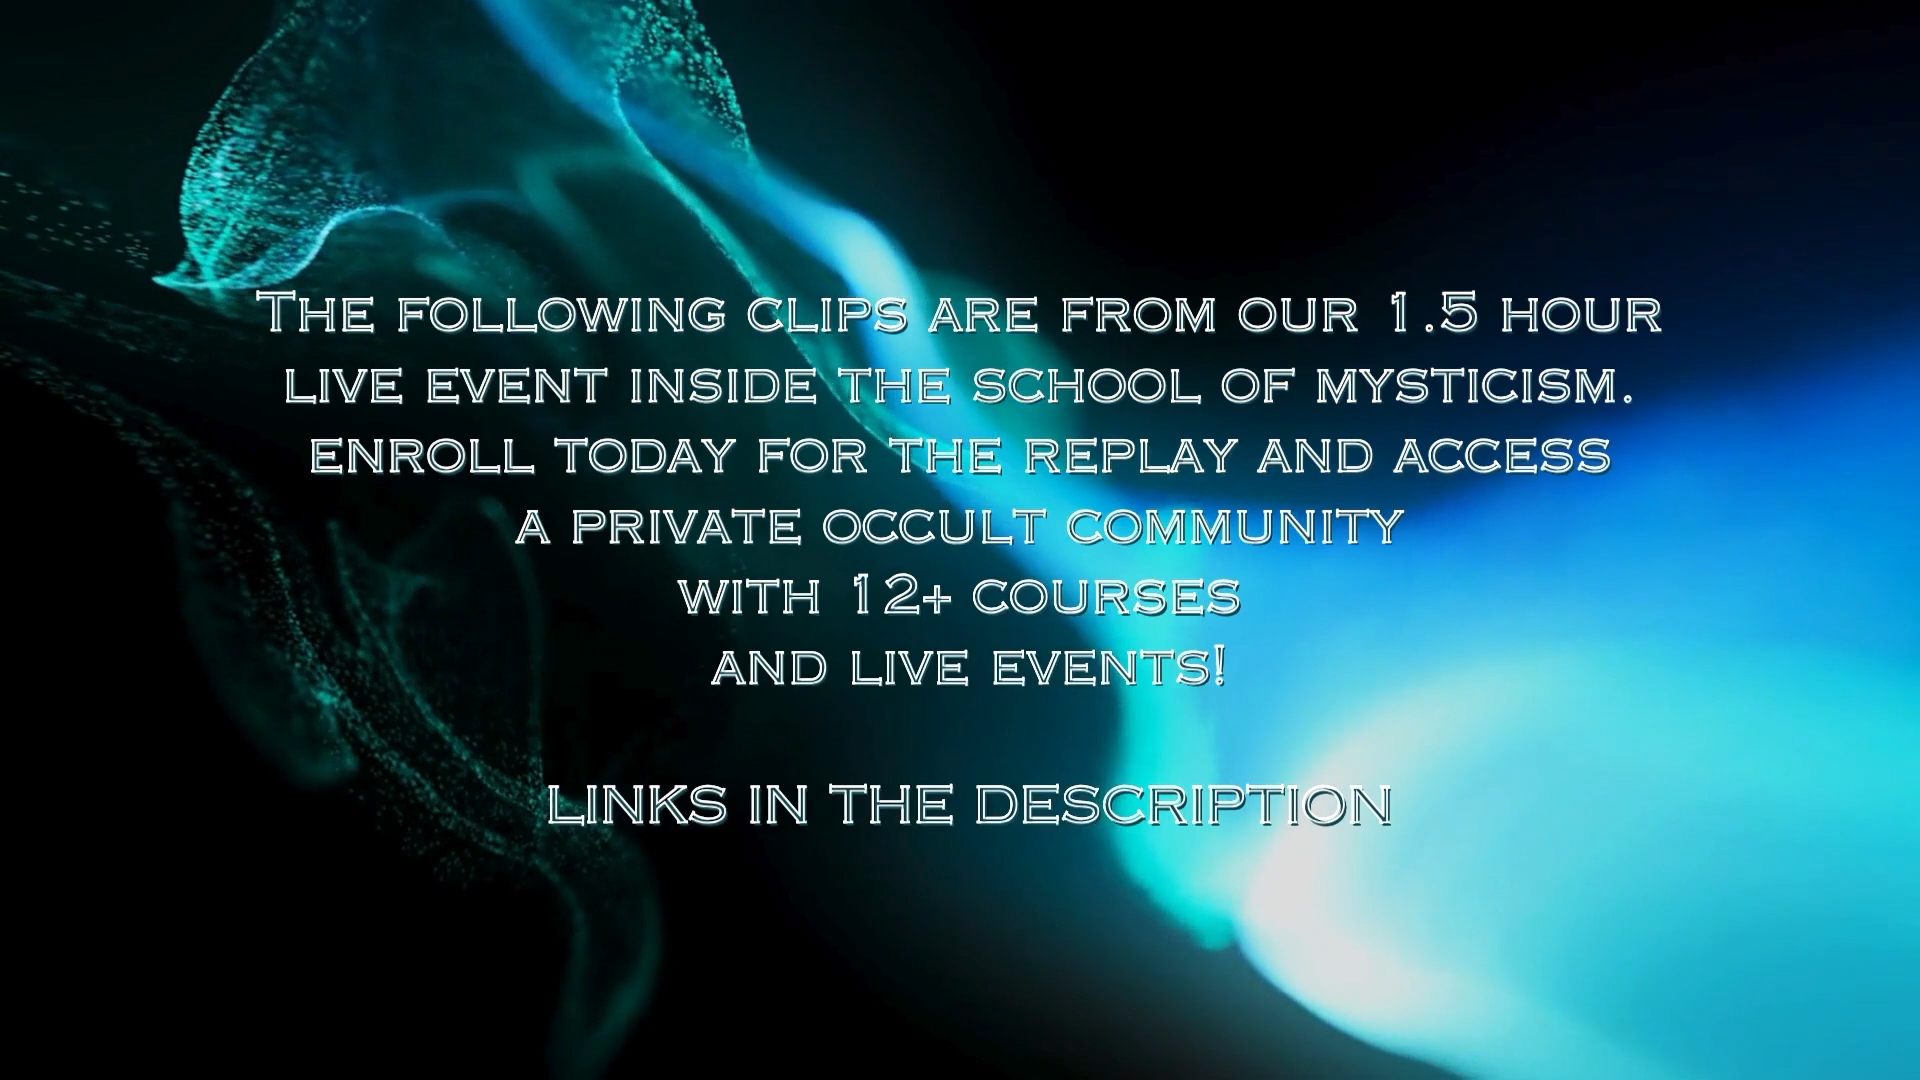 The following clips are from our 1.5 hour
live event inside the school of mysticism.
enroll today for the replay and access
a private occult community
with 12+ courses
and live events!
LINKS IN THE DESCRIPTION